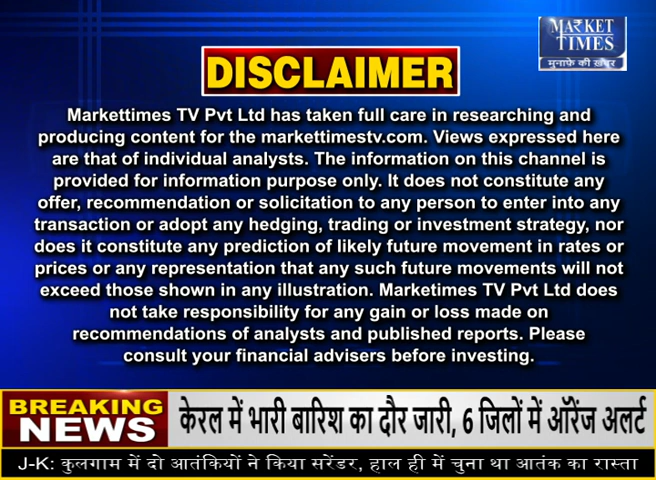 MARKET
TIMES
मुनाफे की खबर
DISCLAIMER
Markettimes TV Pvt Ltd has taken full care in researching and
producing content for the markettimestv.com. Views expressed here
are that of individual analysts. The information on this channel is
provided for information purpose only. It does not constitute any
offer, recommendation or solicitation to any person to enter into any
transaction or adopt any hedging, trading or investment strategy, nor
does it constitute any prediction of likely future movement in rates or
prices or any representation that any such future movements will not
exceed those shown in any illustration. Marketimes TV Pvt Ltd does
not take responsibility for any gain or loss made on
recommendations of analysts and published reports. Please
consult your financial advisers before investing.
BREAKING
NEWS
केरल में भारी बारिश का दौर जारी, 6 जिलों में ऑरेंज अलर्ट
J-K: कुलगाम में दो आतंकियों ने किया सरेंडर, हाल ही में चुना था आतंक का रास्ता